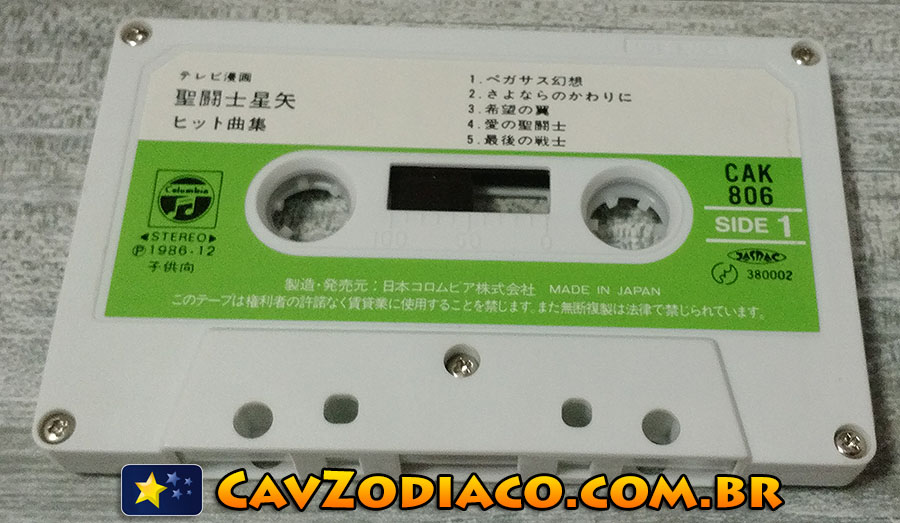 テレビ漫画
聖闘士星矢
ヒット曲集
1.ペガサス幻想
2.さよならのかわりに
3.希望の翼
4.愛の聖闘士
5.最後の戦士
CAK
806
SIDE 1
Columbia
◀STEREO▶
Ⓟ1986・12
子供向
100 50 0
JASRAC
380002
製造・発売元：日本コロムビア株式会社 MADE IN JAPAN
このテープは権利者の許諾なく賃貸業に使用することを禁じます。また無断複製は法律で禁じられています。
CAVZODIACO.COM.BR